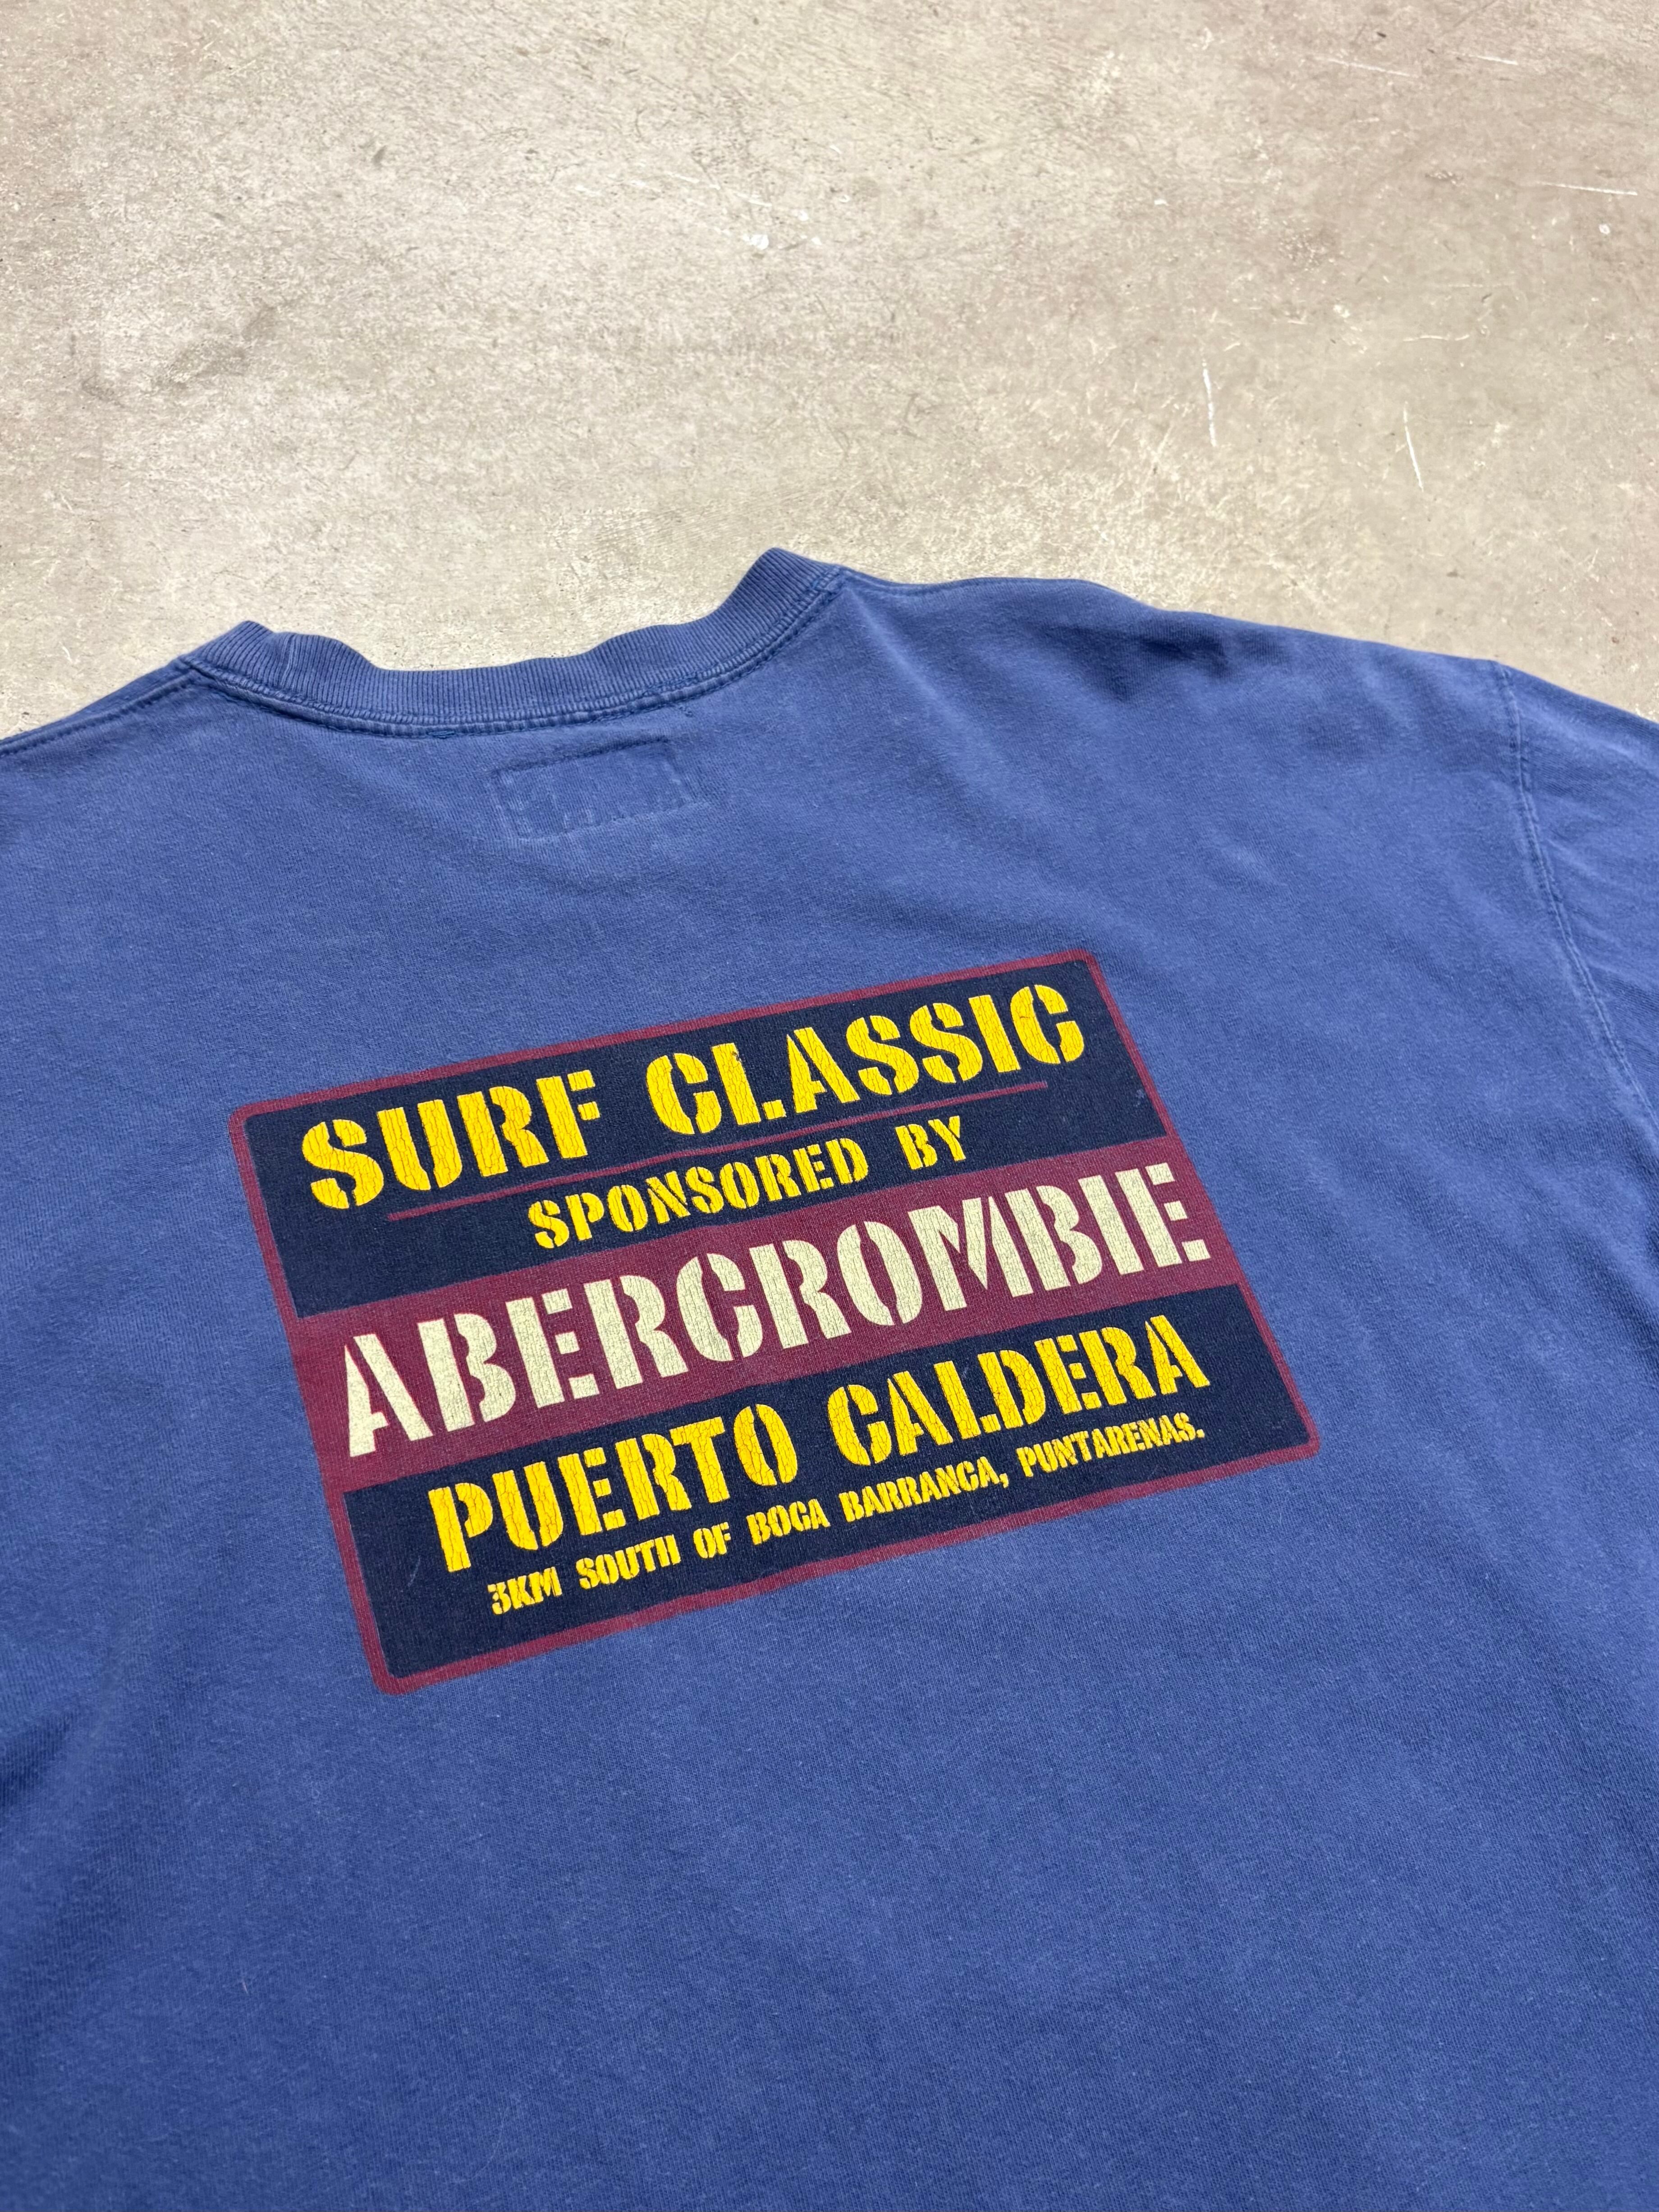 SURF CLASSIC
SPONSORED BY
ABERCROMBIE
PUERTO CALDERA
3KM SOUTH OF BOCA BARRANCA, PUNTARENAS.